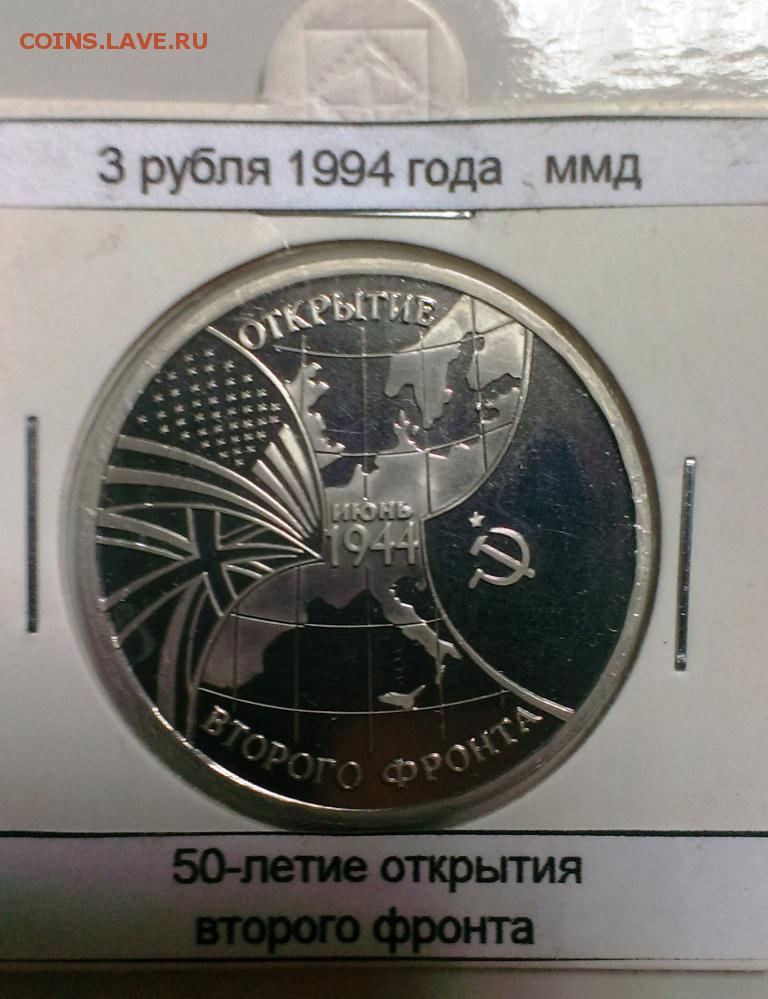 COINS.LAVE.RU
3 рубля 1994 года ммд
ОТКРЫТИЕ
ИЮНЬ
1944
ВТОРОГО ФРОНТА
50-летие открытия
второго фронта